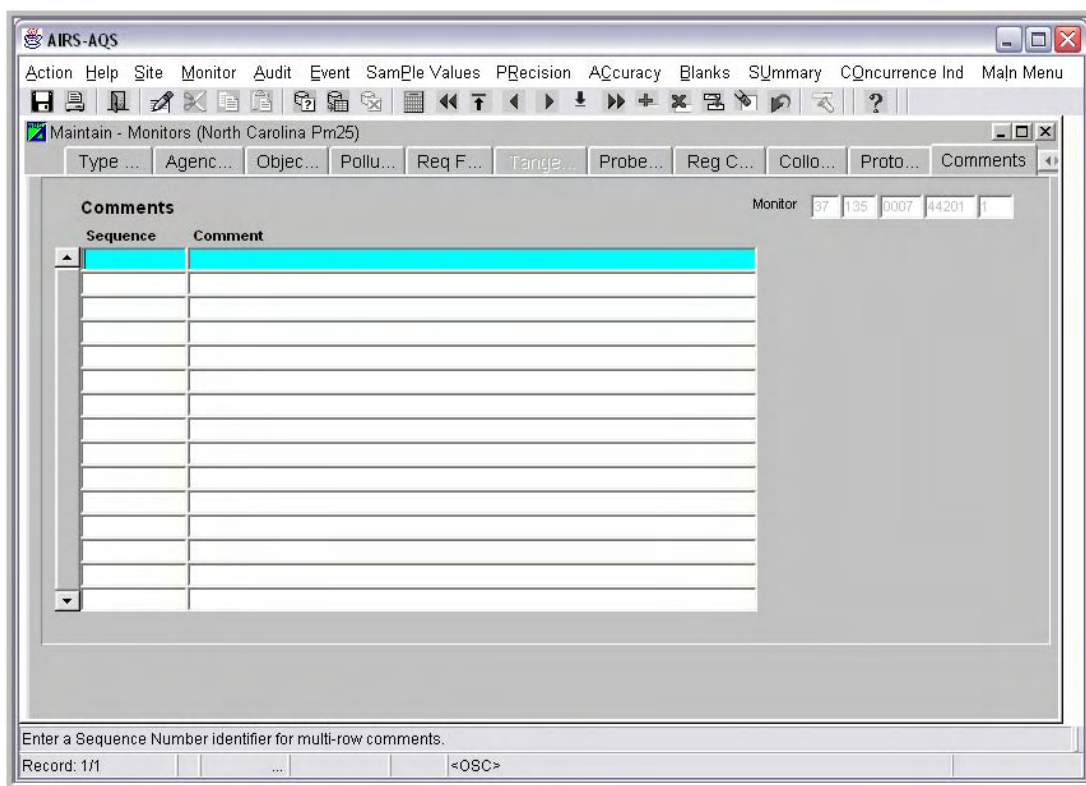 AIRS-AQS
Action Help Site Monitor Audit Event SamPle Values PRecision ACcuracy Blanks SUmmary COncurrence Ind MaIn Menu
Maintain - Monitors (North Carolina Pm25)
Type ... Agenc... Objec... Pollu... Req F... Tange... Probe... Reg C... Collo... Proto... Comments
Comments
Monitor 37 135 0007 44201 1
Sequence Comment
Enter a Sequence Number identifier for multi-row comments.
Record: 1/1 ... <OSC>